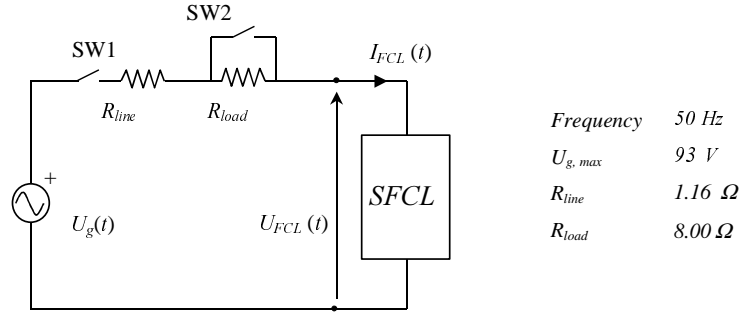 SW2
SW1
I_FCL (t)
R_line
R_load
+
U_g(t)
U_FCL (t)
SFCL
Frequency 50 Hz
U_g, max 93 V
R_line 1.16 Ω
R_load 8.00 Ω